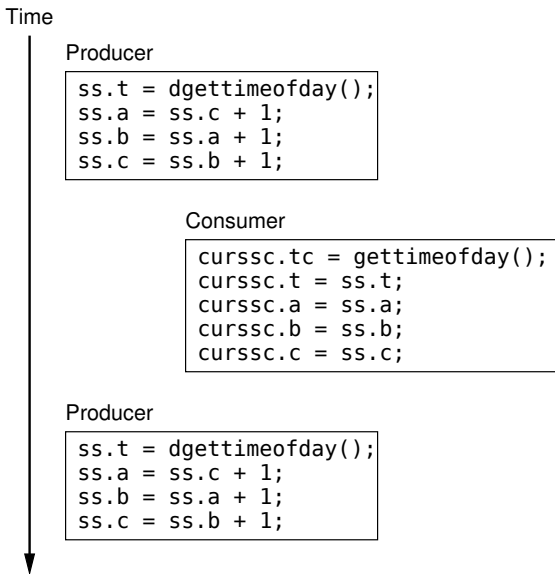 Time
Producer
ss.t = dgettimeofday();
ss.a = ss.c + 1;
ss.b = ss.a + 1;
ss.c = ss.b + 1;
Consumer
curssc.tc = gettimeofday();
curssc.t = ss.t;
curssc.a = ss.a;
curssc.b = ss.b;
curssc.c = ss.c;
Producer
ss.t = dgettimeofday();
ss.a = ss.c + 1;
ss.b = ss.a + 1;
ss.c = ss.b + 1;